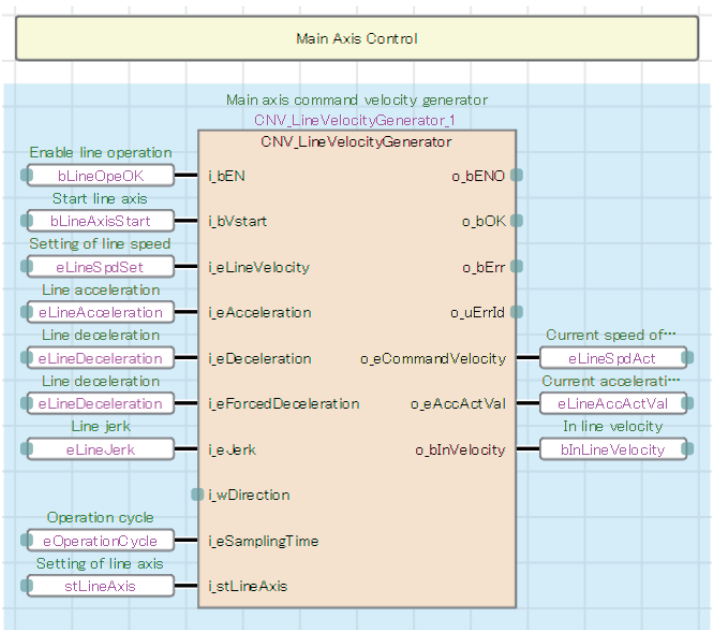 Main Axis Control
Main axis command velocity generator
CNV_LineVelocityGenerator_1
CNV_LineVelocityGenerator
Enable line operation
bLineOpeOK i_bEN o_bENO
Start line axis
bLineAxisStart i_bVstart o_bOK
Setting of line speed
eLineSpdSet i_eLineVelocity o_bErr
Line acceleration
eLineAcceleration i_eAcceleration o_uErrId
Line deceleration Current speed of…
eLineDeceleration i_eDeceleration o_eCommandVelocity eLineSpdAct
Line deceleration Current accelerati…
eLineDeceleration i_eForcedDeceleration o_eAccActVal eLineAccActVal
Line jerk In line velocity
eLineJerk i_eJerk o_bInVelocity bInLineVelocity
i_wDirection
Operation cycle
eOperationCycle i_eSamplingTime
Setting of line axis
stLineAxis i_stLineAxis